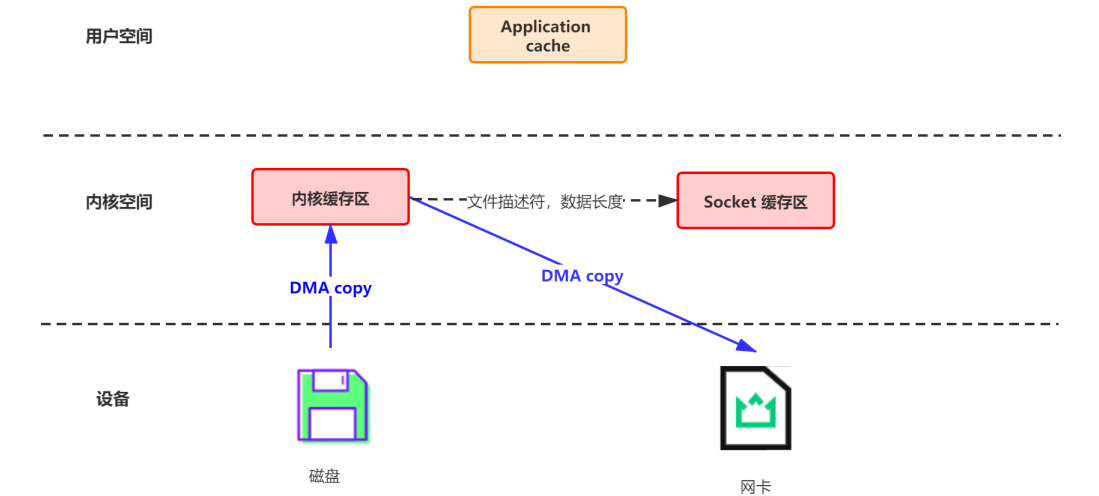 用户空间
Application
cache
内核空间
内核缓存区
文件描述符，数据长度
Socket 缓存区
DMA copy
DMA copy
设备
磁盘
网卡